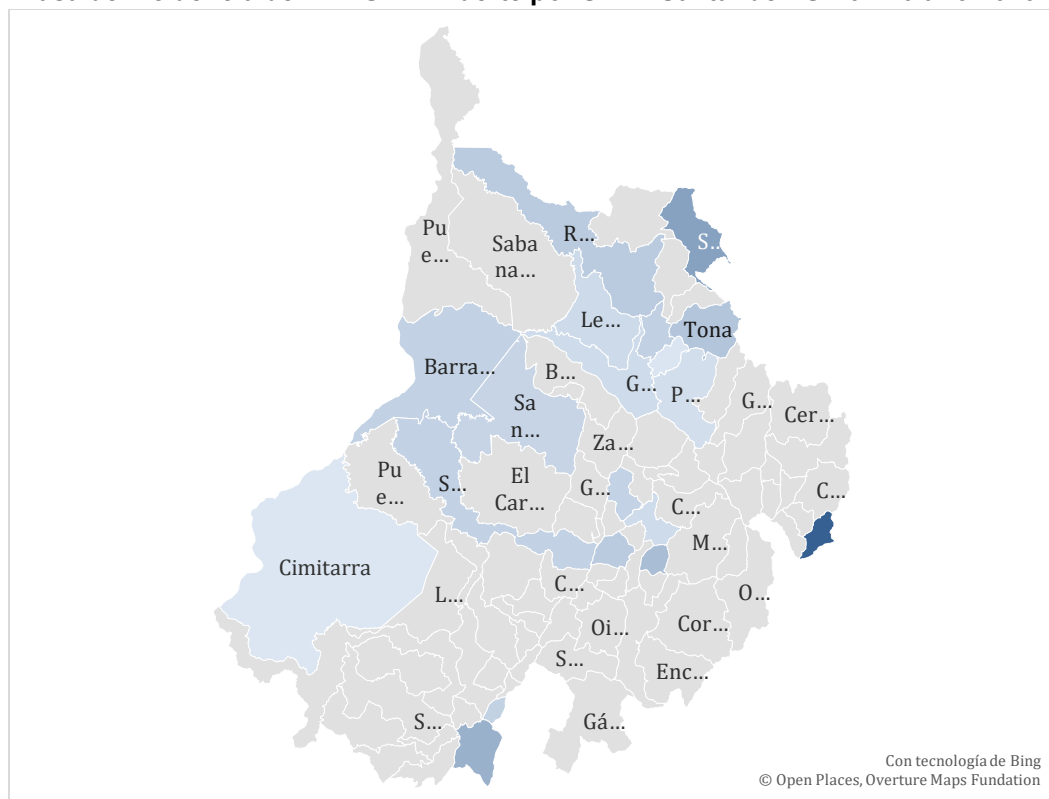 Pu
e...
Saba
na...
R...
S...
Le...
Tona
Barra...
B...
G...
P...
Sa
n...
G...
Cer...
Za...
Pu
e...
S...
El
Car...
G...
C...
C...
M...
Cimitarra
C...
O...
L...
Oi...
Cor...
S...
Enc...
S...
Gá...
Con tecnología de Bing
© Open Places, Overture Maps Fundation